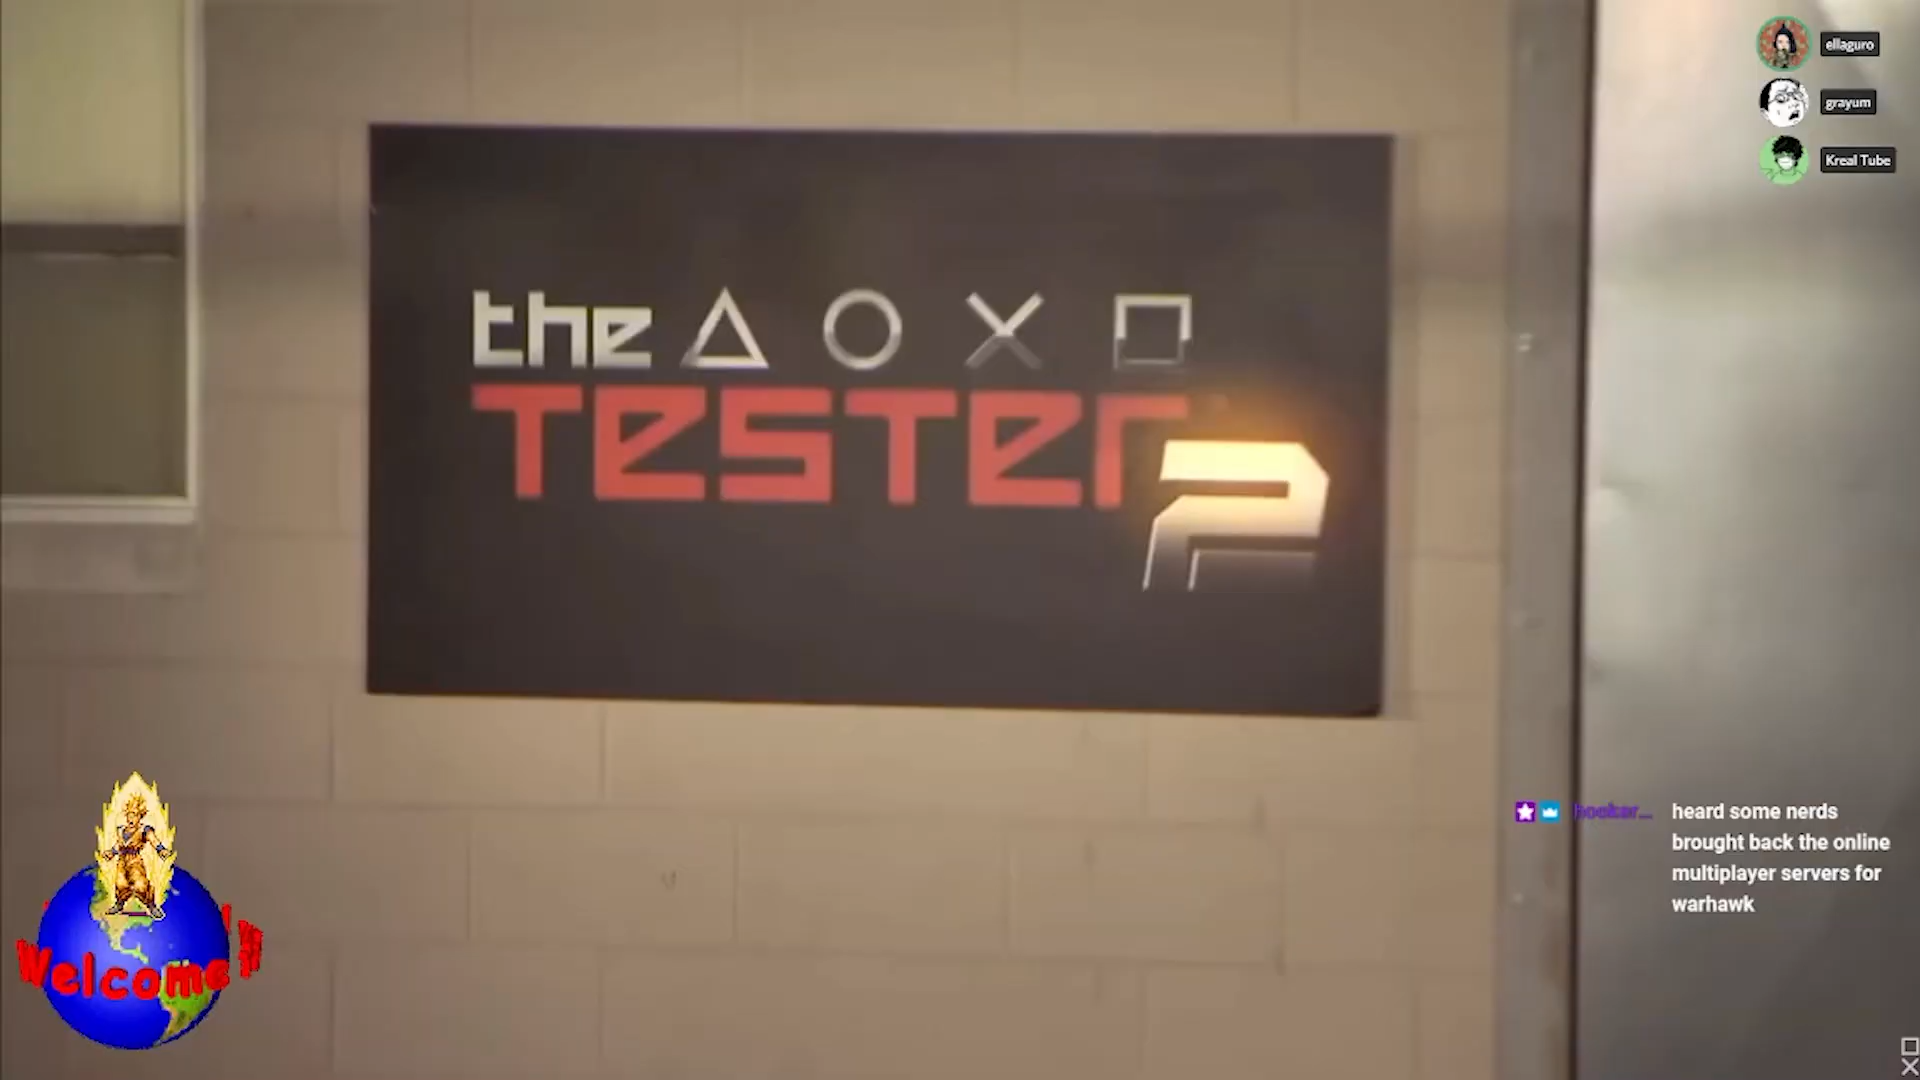 ellaguro
grayum
Kreal Tube
the
TESTER
2
heard some nerds
brought back the online
multiplayer servers for
warhawk
Welcome!!